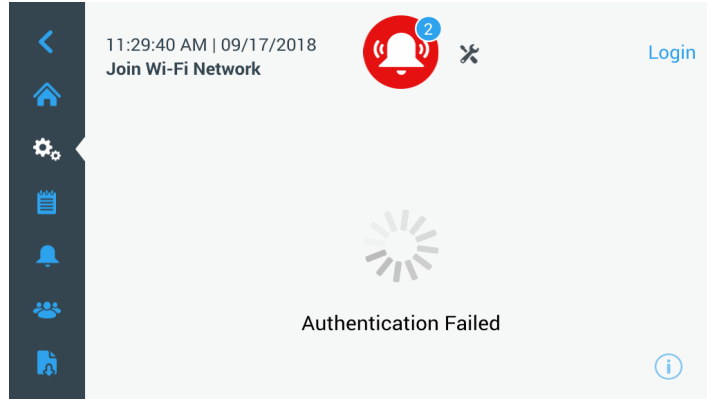 11:29:40 AM | 09/17/2018
Join Wi-Fi Network
2
Login
Authentication Failed
i